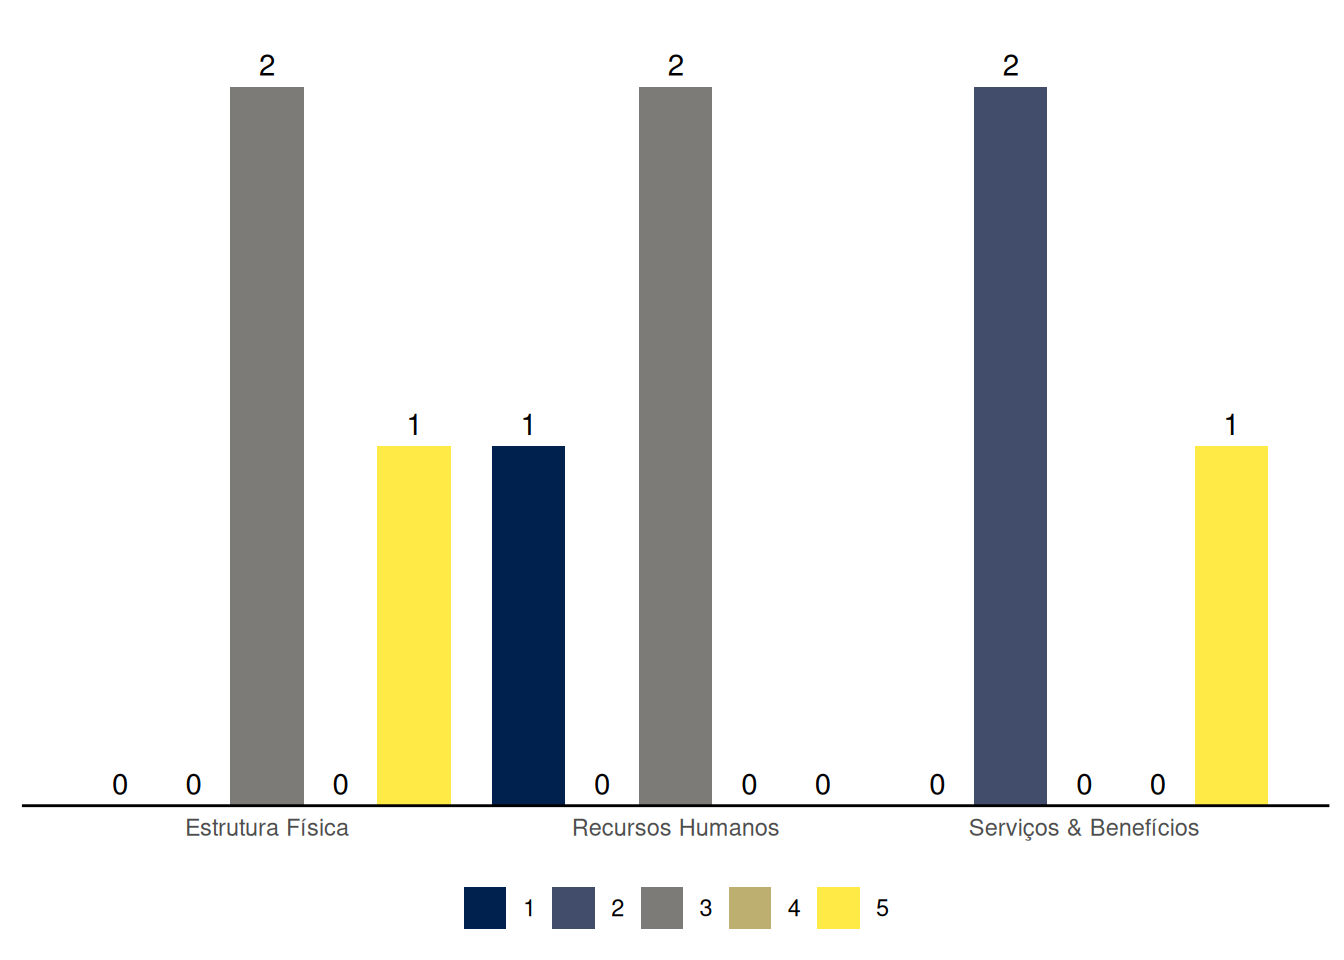 2 2 2
1 1 1
0 0 0 0 0 0 0 0 0
Estrutura Física Recursos Humanos Serviços & Benefícios
1 2 3 4 5